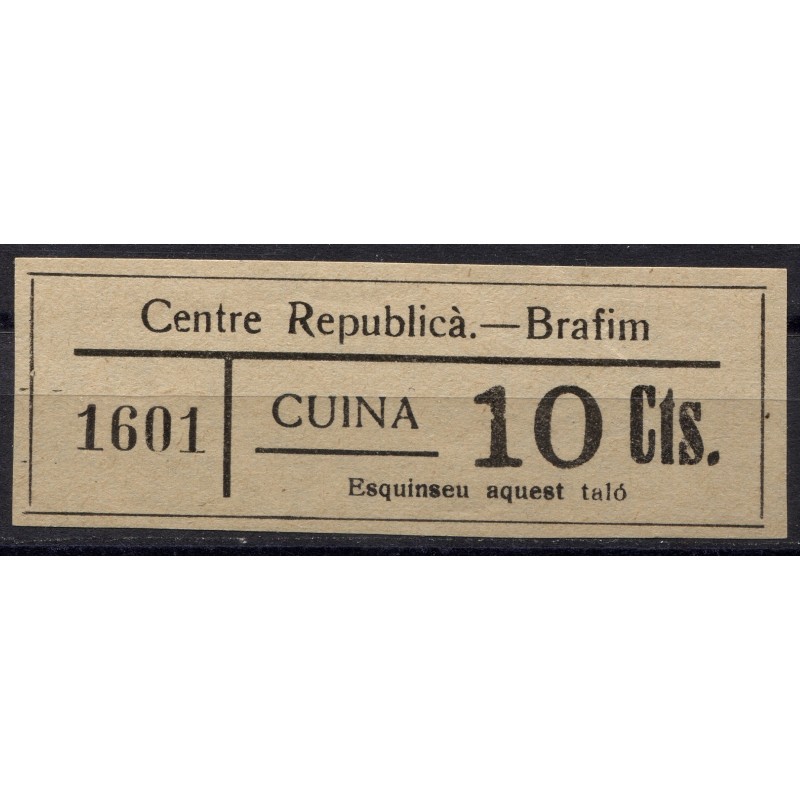 Centre Republicà.—Brafim
1601
CUINA
10 Cts.
Esquinseu aquest taló